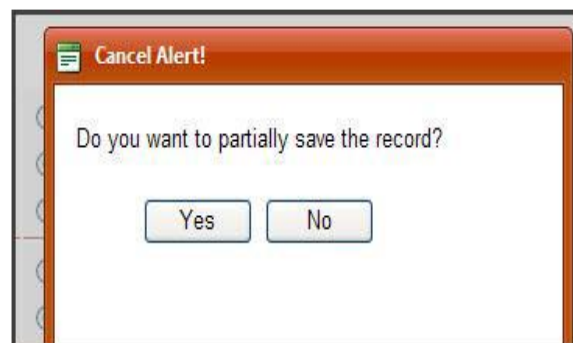 Cancel Alert!
Do you want to partially save the record?
Yes No